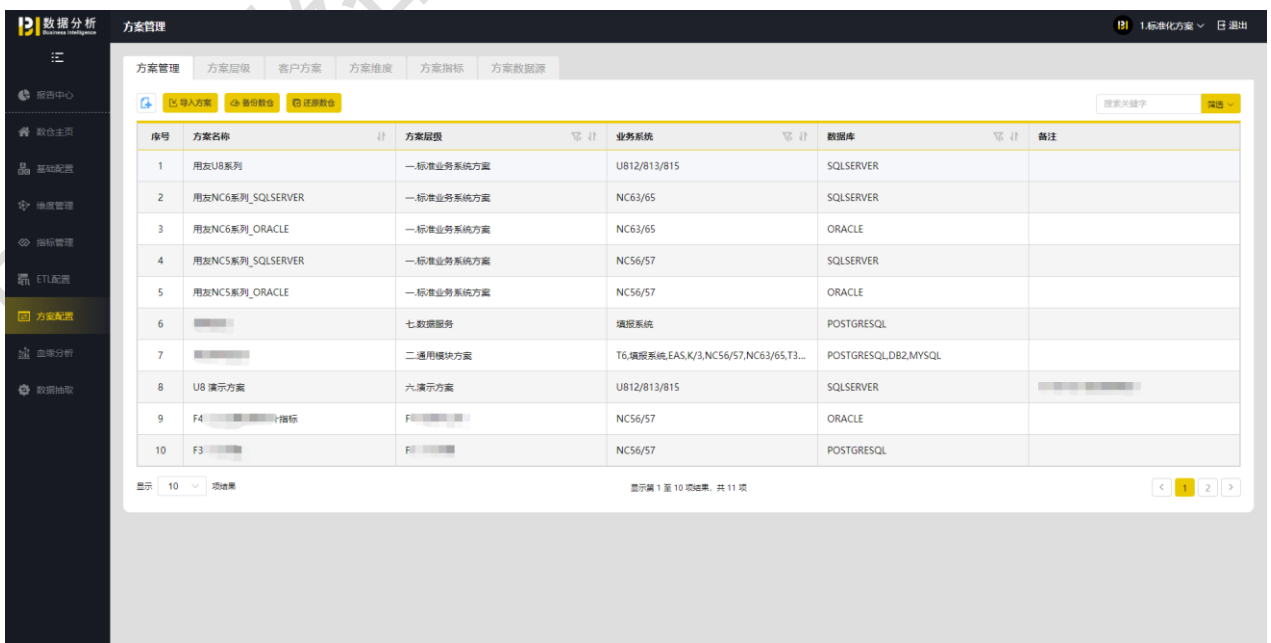 数据分析
Business Intelligence
方案管理
1.标准化方案
退出
报告中心
数仓主页
基础配置
维度管理
指标管理
ETL配置
方案配置
血缘分析
数据抽取
方案管理 方案层级 客户方案 方案维度 方案指标 方案数据源
导入方案 备份数仓 还原数仓 搜索关键字 筛选
序号 方案名称 方案层级 业务系统 数据库 备注
1 用友U8系列 一.标准业务系统方案 U812/813/815 SQLSERVER
2 用友NC6系列_SQLSERVER 一.标准业务系统方案 NC63/65 SQLSERVER
3 用友NC6系列_ORACLE 一.标准业务系统方案 NC63/65 ORACLE
4 用友NC5系列_SQLSERVER 一.标准业务系统方案 NC56/57 SQLSERVER
5 用友NC5系列_ORACLE 一.标准业务系统方案 NC56/57 ORACLE
6 七.数据服务 填报系统 POSTGRESQL
7 二.通用模块方案 T6,填报系统,EAS,K/3,NC56/57,NC63/65,T3... POSTGRESQL,DB2,MYSQL
8 U8 演示方案 六.演示方案 U812/813/815 SQLSERVER
9 F4 指标 F NC56/57 ORACLE
10 F3 F NC56/57 POSTGRESQL
显示 10 项结果 显示第 1 至 10 项结果, 共 11 项 1 2